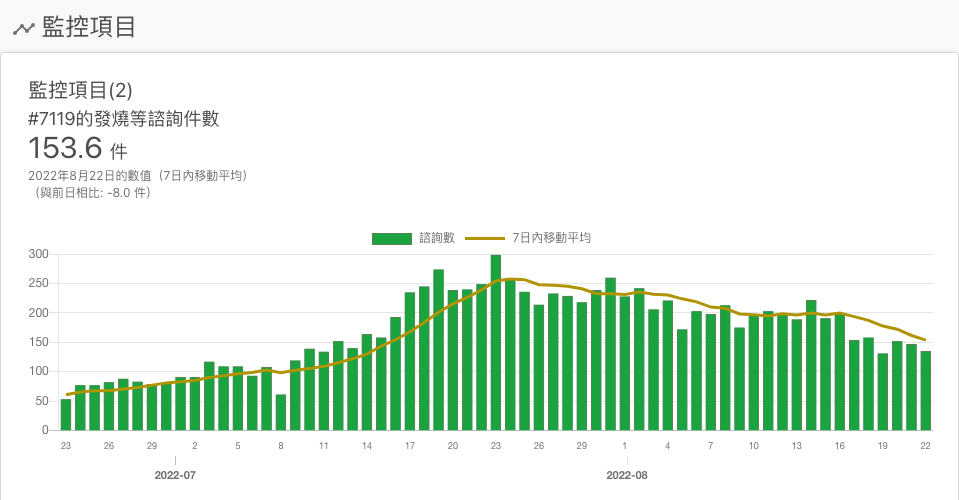 監控項目
監控項目(2)
#7119的發燒等諮詢件數
153.6 件
2022年8月22日的數值（7日內移動平均）
（與前日相比: -8.0 件）
諮詢數 7日內移動平均
300
250
200
150
100
50
0
23 26 29 2 5 8 11 14 17 20 23 26 29 1 4 7 10 13 16 19 22
2022-07 2022-08